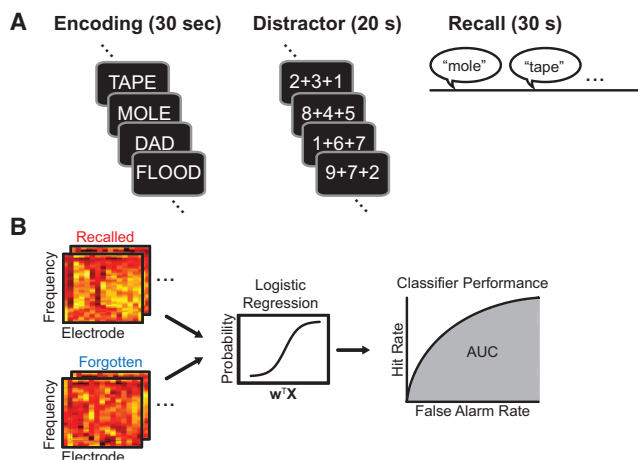 A
Encoding (30 sec)
Distractor (20 s)
Recall (30 s)
TAPE
MOLE
DAD
FLOOD
2+3+1
8+4+5
1+6+7
9+7+2
“mole”
“tape”
...
B
Recalled
Frequency
...
Electrode
Forgotten
Frequency
...
Electrode
Logistic
Regression
Probability
wᵀX
Classifier Performance
Hit Rate
AUC
False Alarm Rate